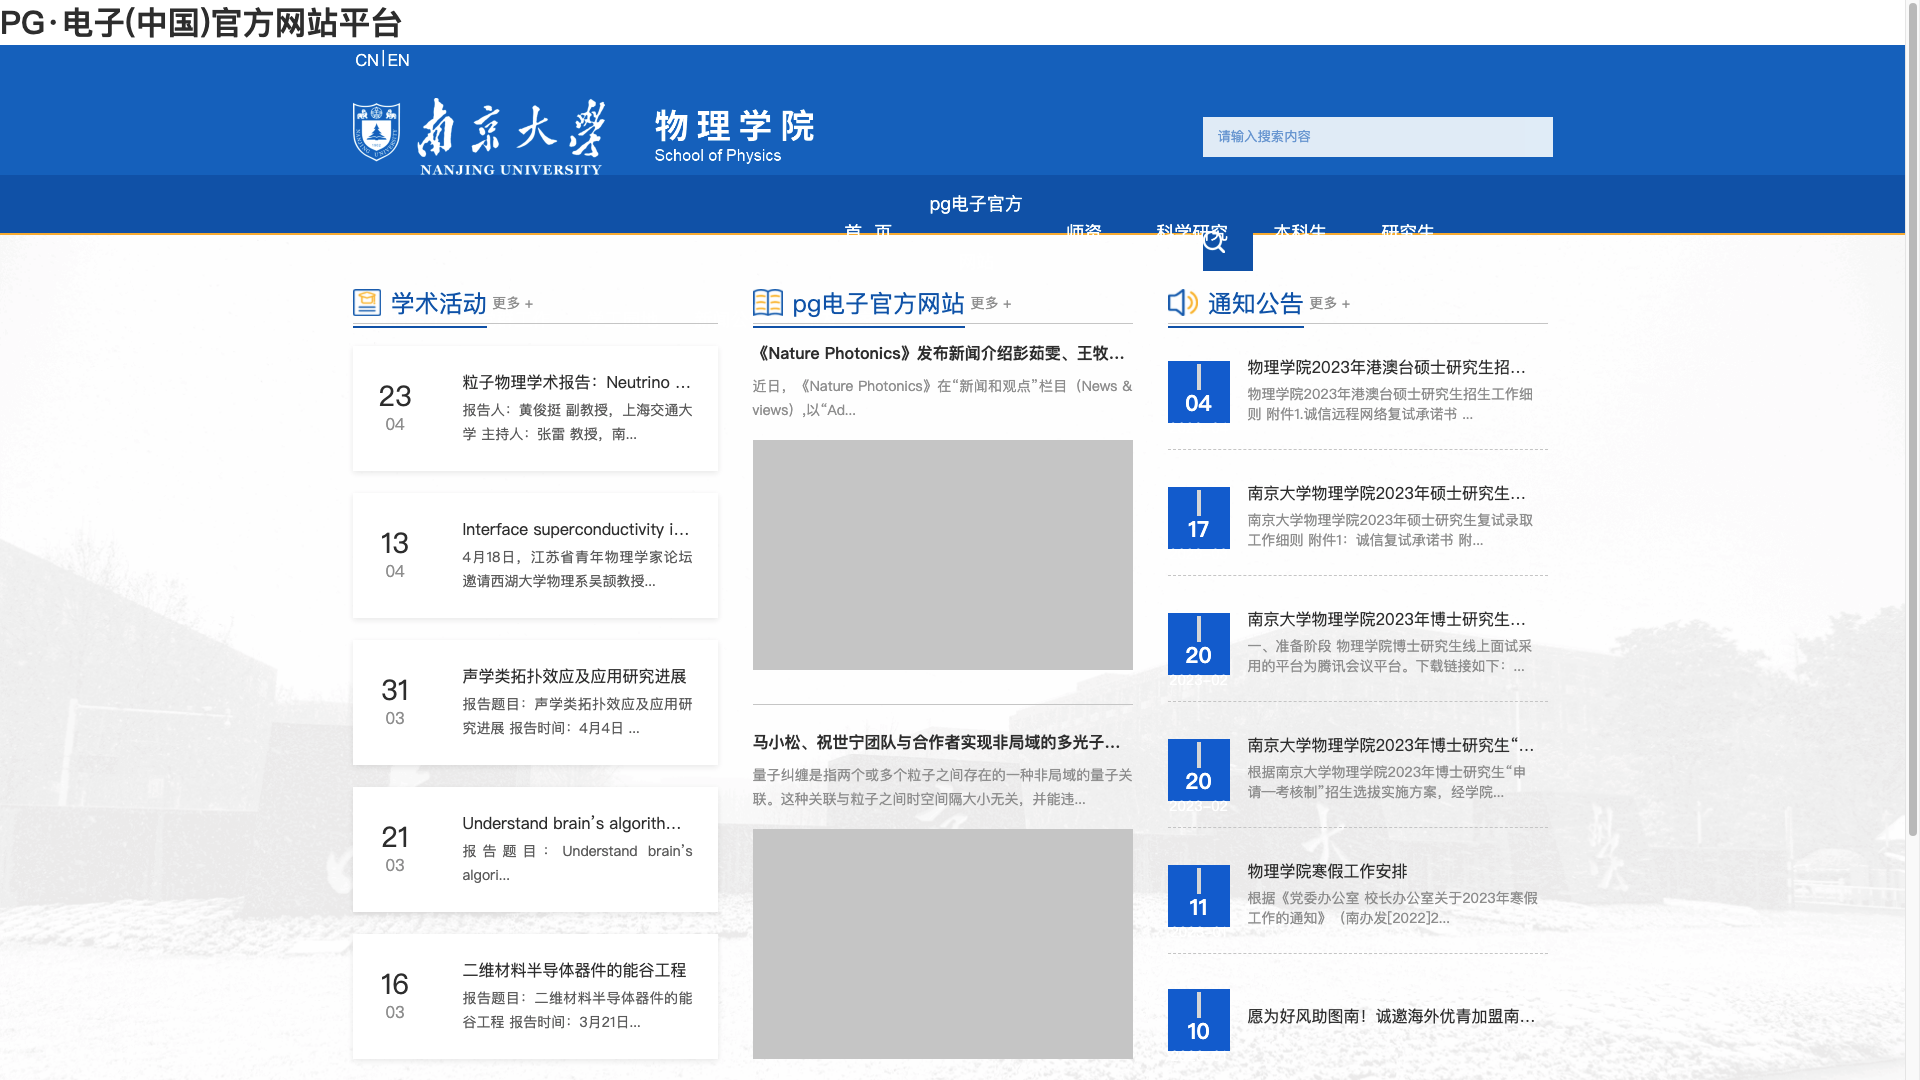 PG·电子(中国)官方网站平台
CN|EN
南京大学
NANJING UNIVERSITY
物理学院
School of Physics
请输入搜索内容
pg电子官方
首 页
师资
科学研究
本科生
研究生
学术活动 更多 +
23
04
粒子物理学术报告：Neutrino ...
报告人：黄俊挺 副教授，上海交通大
学 主持人：张雷 教授，南...
13
04
Interface superconductivity i...
4月18日，江苏省青年物理学家论坛
邀请西湖大学物理系吴颉教授...
31
03
声学类拓扑效应及应用研究进展
报告题目：声学类拓扑效应及应用研
究进展 报告时间：4月4日 ...
21
03
Understand brain’s algorith...
报告题目：Understand brain’s
algori...
16
03
二维材料半导体器件的能谷工程
报告题目：二维材料半导体器件的能
谷工程 报告时间：3月21日...
pg电子官方网站 更多 +
《Nature Photonics》发布新闻介绍彭茹雯、王牧...
近日，《Nature Photonics》在“新闻和观点”栏目（News &
views）,以“Ad...
马小松、祝世宁团队与合作者实现非局域的多光子...
量子纠缠是指两个或多个粒子之间存在的一种非局域的量子关
联。这种关联与粒子之间时空间隔大小无关，并能违...
通知公告 更多 +
04
物理学院2023年港澳台硕士研究生招...
物理学院2023年港澳台硕士研究生招生工作细
则 附件1.诚信远程网络复试承诺书 ...
17
南京大学物理学院2023年硕士研究生...
南京大学物理学院2023年硕士研究生复试录取
工作细则 附件1：诚信复试承诺书 附...
20
2023-02
南京大学物理学院2023年博士研究生...
一、准备阶段 物理学院博士研究生线上面试采
用的平台为腾讯会议平台。下载链接如下：...
20
2023-02
南京大学物理学院2023年博士研究生“...
根据南京大学物理学院2023年博士研究生“申
请—考核制”招生选拔实施方案，经学院...
11
物理学院寒假工作安排
根据《党委办公室 校长办公室关于2023年寒假
工作的通知》（南办发[2022]2...
10
愿为好风助图南！诚邀海外优青加盟南...